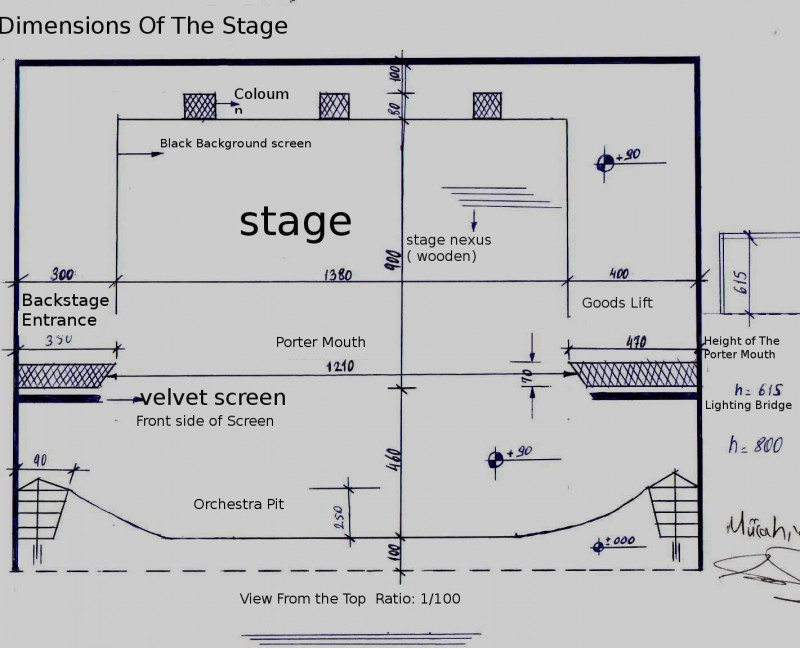 Dimensions Of The Stage
100
Coloum
n
80
Black Background screen
+90
stage
stage nexus
( wooden)
900
615
300
1380
400
Backstage
Entrance
Goods Lift
350
Porter Mouth
470
Height of The
Porter Mouth
1210
70
h= 615
velvet screen
Lighting Bridge
Front side of Screen
h= 800
460
+90
40
Orchestra Pit
250
±000
100
View From the Top Ratio: 1/100